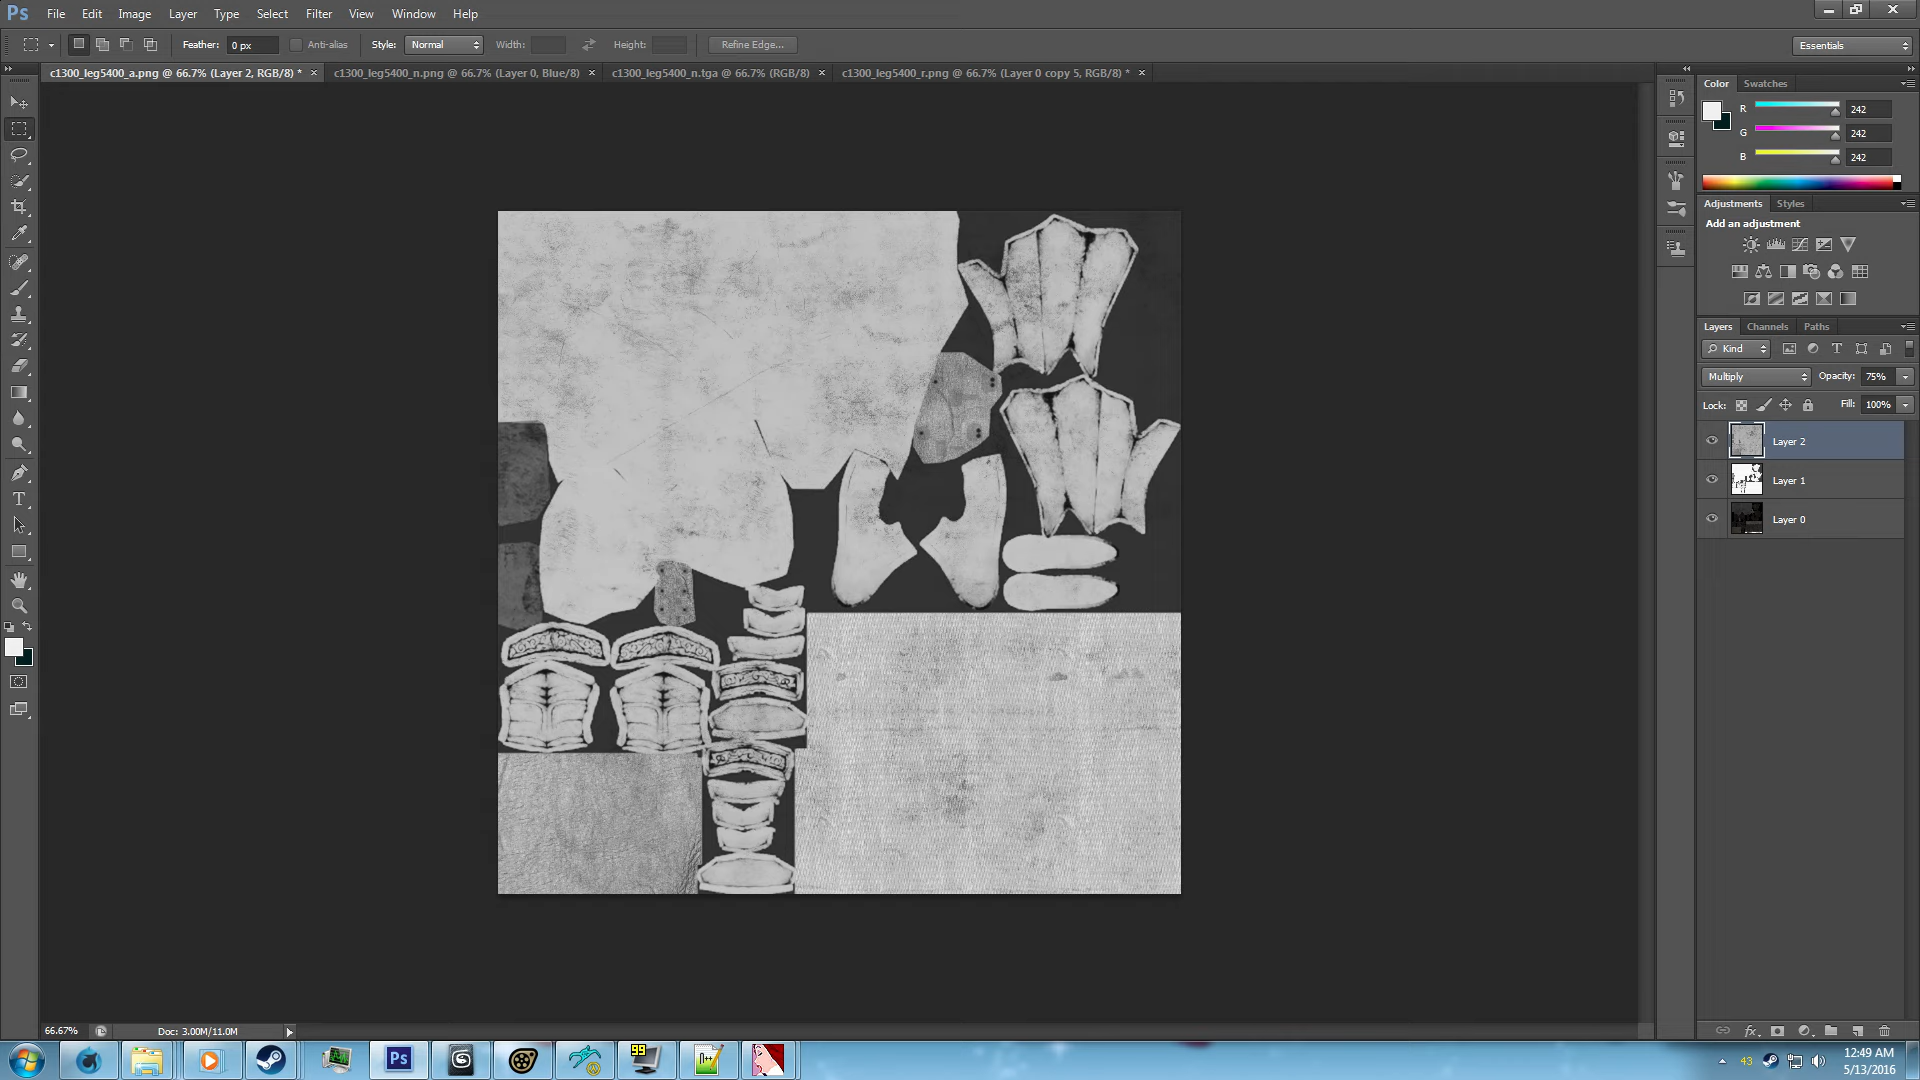 Ps File Edit Image Layer Type Select Filter View Window Help
Feather: 0 px Anti-alias Style: Normal Width: Height: Refine Edge... Essentials
c1300_leg5400_a.png @ 66.7% (Layer 2, RGB/8) * × c1300_leg5400_n.png @ 66.7% (Layer 0, Blue/8) × c1300_leg5400_n.tga @ 66.7% (RGB/8) × c1300_leg5400_r.png @ 66.7% (Layer 0 copy 5, RGB/8) * ×
Color Swatches
R 242
G 242
B 242
Adjustments Styles
Add an adjustment
Layers Channels Paths
Kind
Multiply Opacity: 75%
Lock: Fill: 100%
Layer 2
Layer 1
Layer 0
66.67% Doc: 3.00M/11.0M
Ps 99 43 12:49 AM
5/13/2016